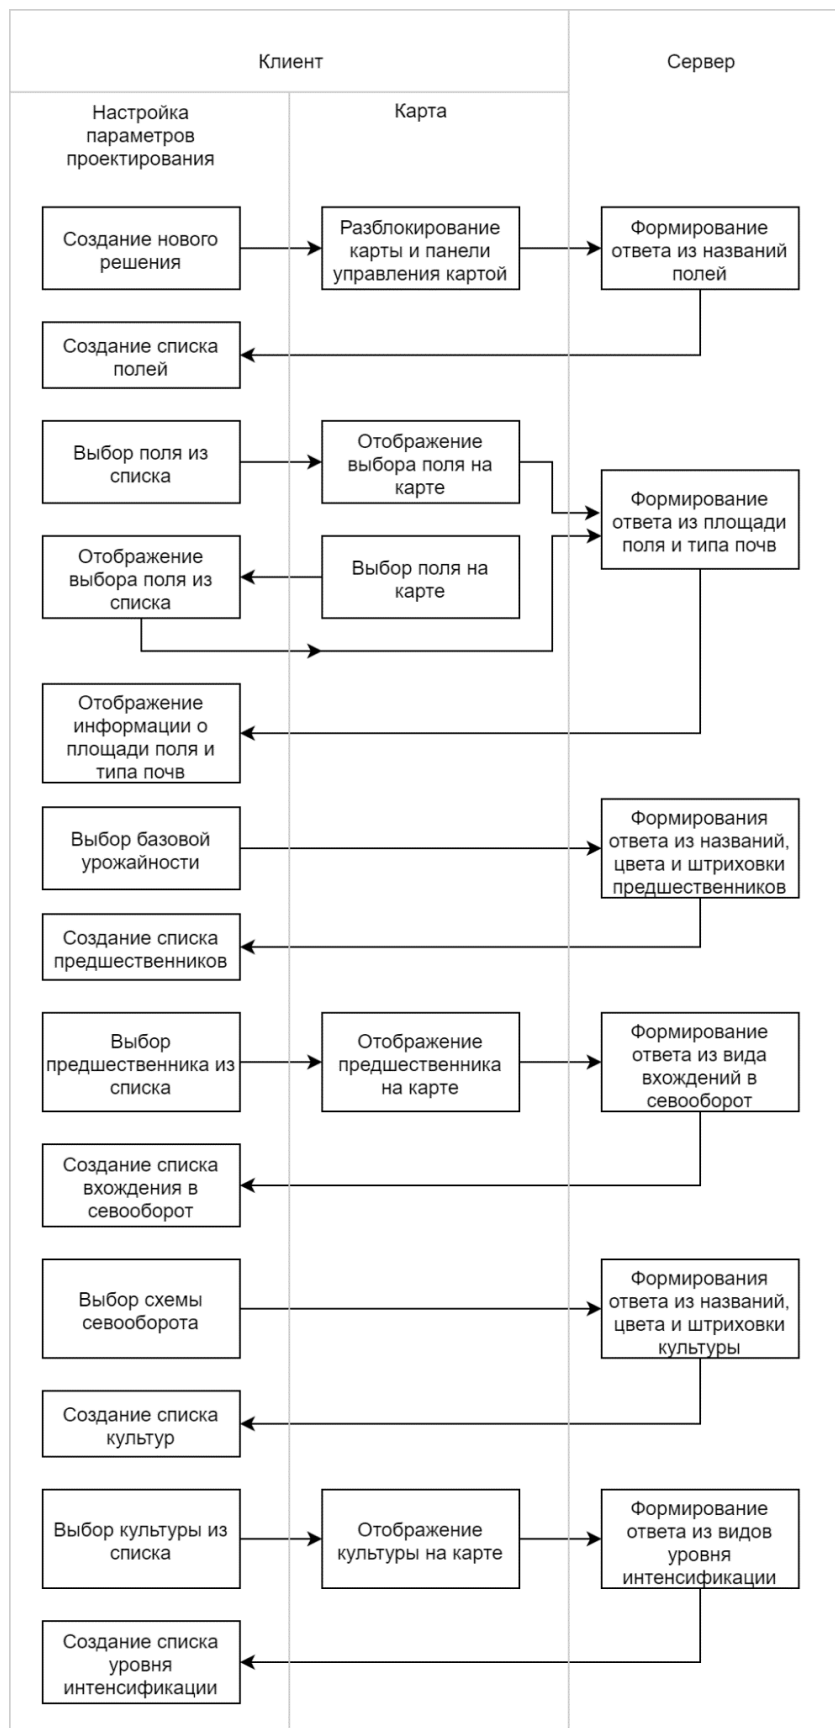 Клиент
Сервер
Настройка
параметров
проектирования
Карта
Создание нового
решения
Разблокирование
карты и панели
управления картой
Формирование
ответа из названий
полей
Создание списка
полей
Выбор поля из
списка
Отображение
выбора поля на
карте
Формирование
ответа из площади
поля и типа почв
Отображение
выбора поля из
списка
Выбор поля на
карте
Отображение
информации о
площади поля и
типа почв
Выбор базовой
урожайности
Формирования
ответа из названий,
цвета и штриховки
предшественников
Создание списка
предшественников
Выбор
предшественника из
списка
Отображение
предшественника
на карте
Формирование
ответа из вида
вхождений в
севооборот
Создание списка
вхождения в
севооборот
Выбор схемы
севооборота
Формирования
ответа из названий,
цвета и штриховки
культуры
Создание списка
культур
Выбор культуры из
списка
Отображение
культуры на карте
Формирование
ответа из видов
уровня
интенсификации
Создание списка
уровня
интенсификации